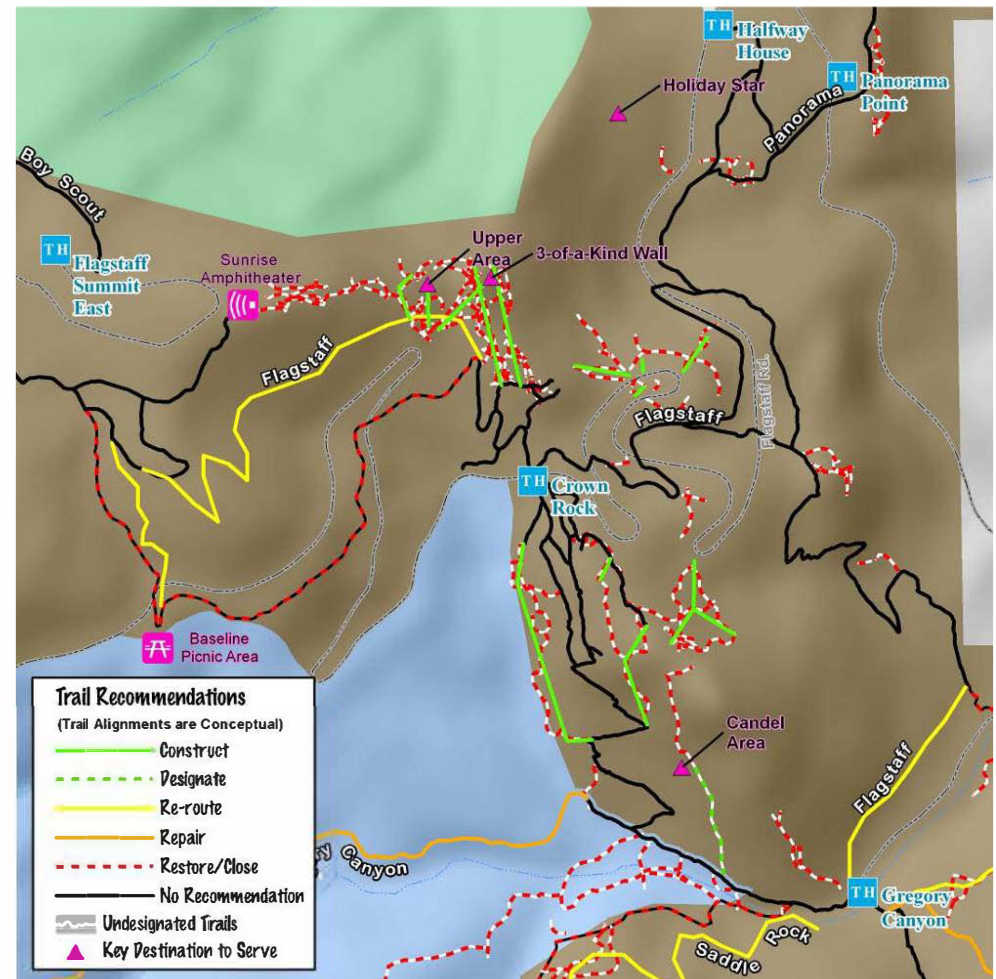 TH
Halfway
House
TH
Panorama
Point
Panorama
Holiday Star
Boy Scout
TH
Flagstaff
Summit
East
Sunrise
Amphitheater
Upper
Area
3-of-a-Kind Wall
Flagstaff
Flagstaff
Flagstaff Rd.
TH
Crown
Rock
Baseline
Picnic Area
Candel
Area
Flagstaff
Canyon
TH
Gregory
Canyon
Saddle
Rock
Trail Recommendations
(Trail Alignments are Conceptual)
Construct
Designate
Re-route
Repair
Restore/Close
No Recommendation
Undesignated Trails
Key Destination to Serve